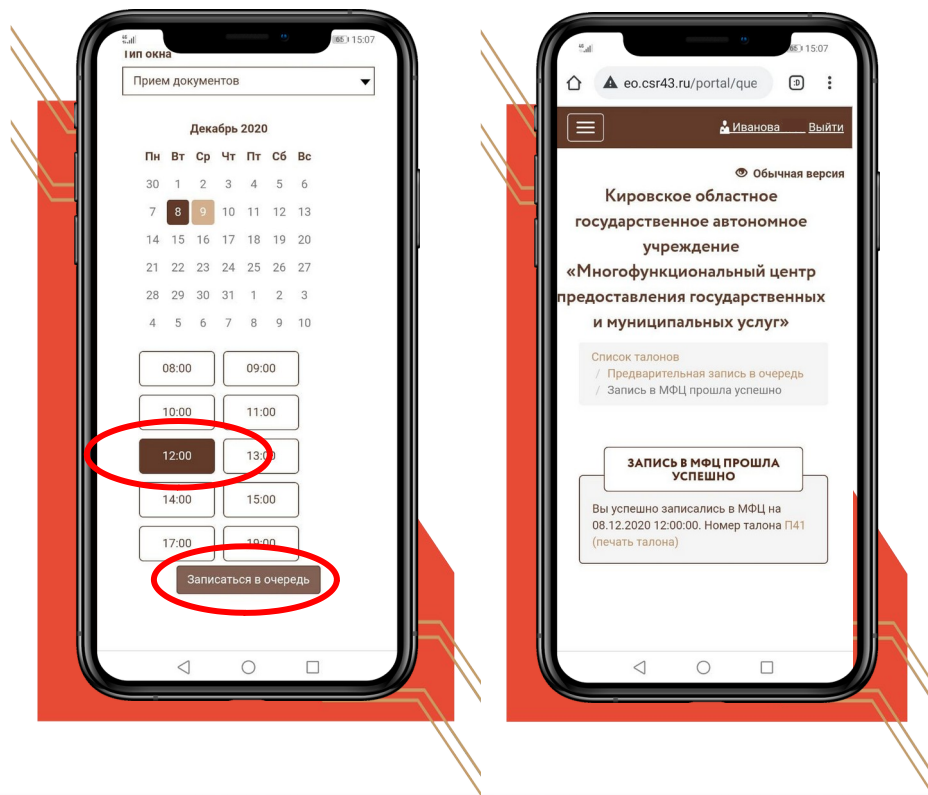 65 15:07
Тип окна
Прием документов
Декабрь 2020
Пн Вт Ср Чт Пт Сб Вс
30 1 2 3 4 5 6
7 8 9 10 11 12 13
14 15 16 17 18 19 20
21 22 23 24 25 26 27
28 29 30 31 1 2 3
4 5 6 7 8 9 10
08:00 09:00
10:00 11:00
12:00 13:00
14:00 15:00
17:00 19:00
Записаться в очередь
15:07
eo.csr43.ru/portal/que :D
Иванова Выйти
Обычная версия
Кировское областное
государственное автономное
учреждение
«Многофункциональный центр
предоставления государственных
и муниципальных услуг»
Список талонов
/ Предварительная запись в очередь
/ Запись в МФЦ прошла успешно
ЗАПИСЬ В МФЦ ПРОШЛА
УСПЕШНО
Вы успешно записались в МФЦ на
08.12.2020 12:00:00. Номер талона П41
(печать талона)